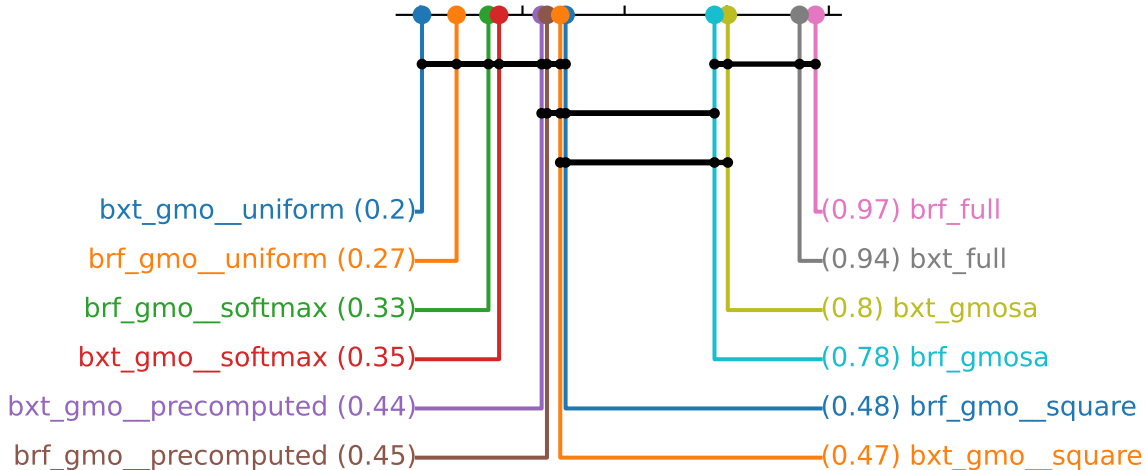 bxt_gmo__uniform (0.2)
(0.97) brf_full
brf_gmo__uniform (0.27)
(0.94) bxt_full
brf_gmo__softmax (0.33)
(0.8) bxt_gmosa
bxt_gmo__softmax (0.35)
(0.78) brf_gmosa
bxt_gmo__precomputed (0.44)
(0.48) brf_gmo__square
brf_gmo__precomputed (0.45)
(0.47) bxt_gmo__square